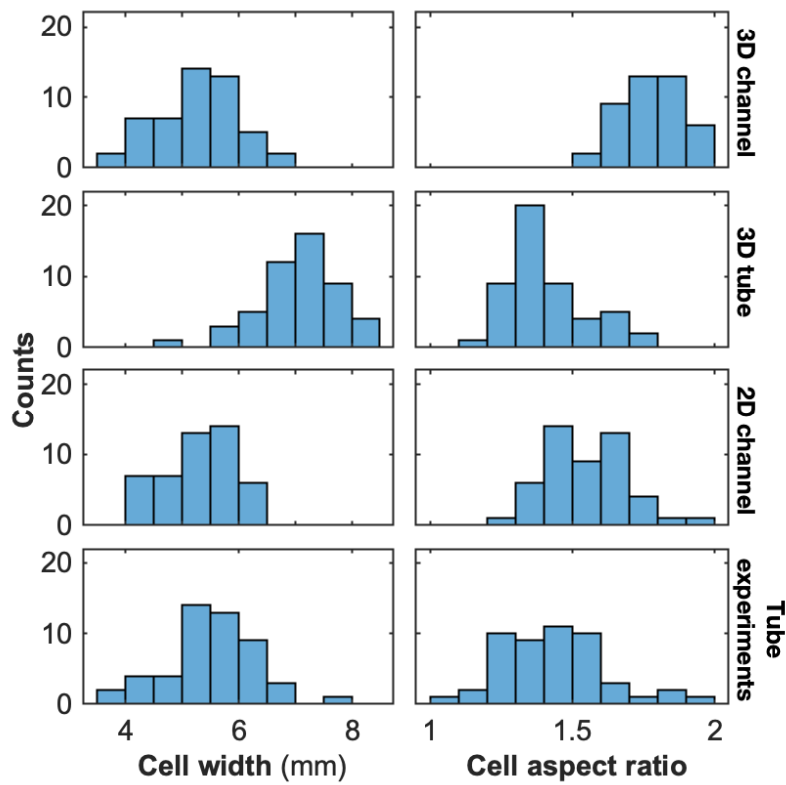 20
10
0
3D channel
20
10
0
3D tube
20
10
0
2D channel
20
10
0
Tube
experiments
Counts
4 6 8
1 1.5 2
Cell width (mm)
Cell aspect ratio